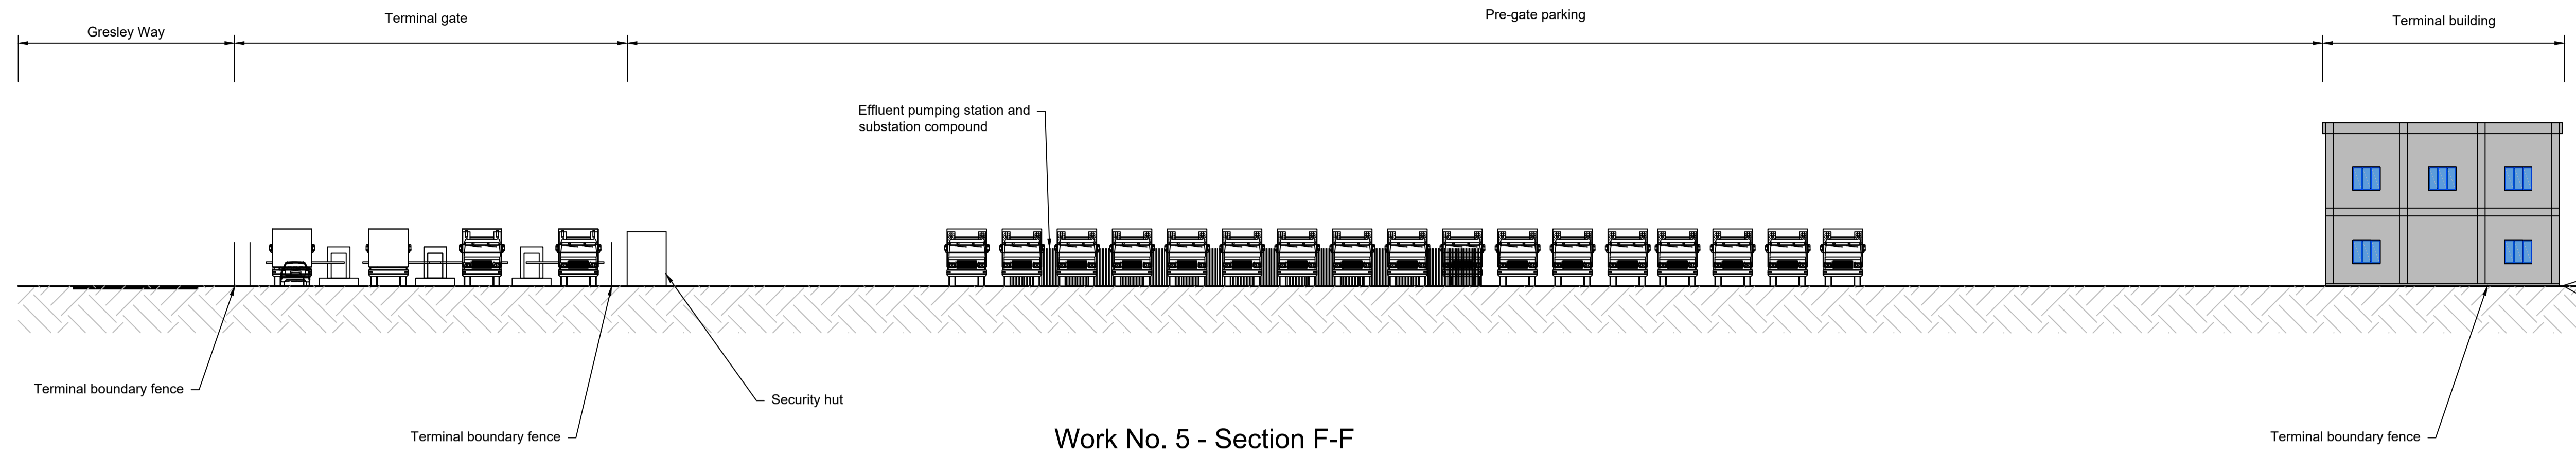 Gresley Way
Terminal gate
Pre-gate parking
Terminal building
Effluent pumping station and
substation compound
Terminal boundary fence
Terminal boundary fence
Security hut
Terminal boundary fence
Work No. 5 - Section F-F